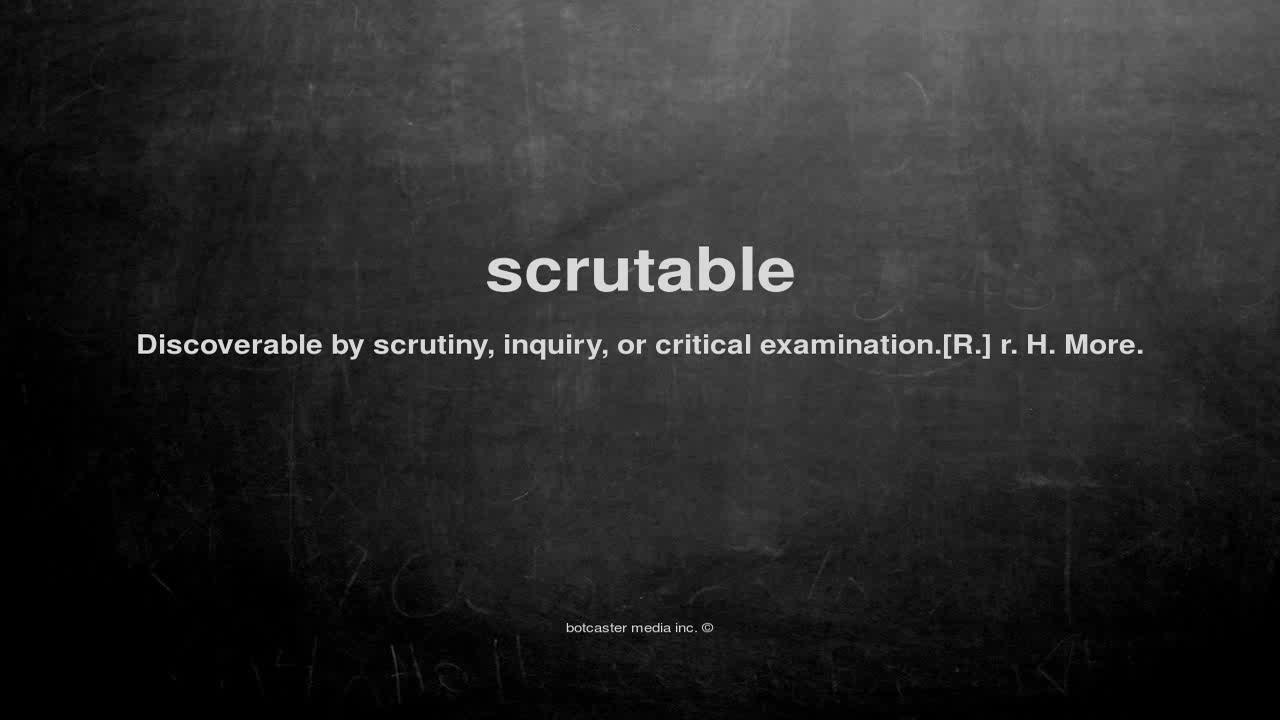 scrutable
Discoverable by scrutiny, inquiry, or critical examination.[R.] r. H. More.
botcaster media inc. ©